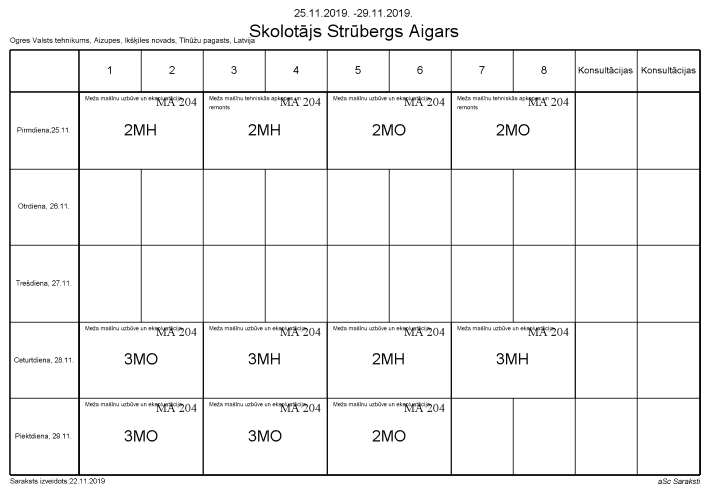 25.11.2019. -29.11.2019.
Skolotājs Strūbergs Aigars
Ogres Valsts tehnikums, Aizupes, Ikšķiles novads, Tīnūžu pagasts, Latvija
1 2 3 4 5 6 7 8 Konsultācijas Konsultācijas
Pirmdiena,25.11.
Meža mašīnu uzbūve un ekspluatācija MA 204
2MH
Meža mašīnu tehniskās apkopes un MA 204
remonts
2MH
Meža mašīnu uzbūve un ekspluatācija MA 204
2MO
Meža mašīnu tehniskās apkopes un MA 204
remonts
2MO
Otrdiena, 26.11.
Trešdiena, 27.11.
Ceturtdiena, 28.11.
Meža mašīnu uzbūve un ekspluatācija MA 204
3MO
Meža mašīnu uzbūve un ekspluatācija MA 204
3MH
Meža mašīnu uzbūve un ekspluatācija MA 204
2MH
Meža mašīnu uzbūve un ekspluatācija MA 204
3MH
Piektdiena, 29.11.
Meža mašīnu uzbūve un ekspluatācija MA 204
3MO
Meža mašīnu uzbūve un ekspluatācija MA 204
3MO
Meža mašīnu uzbūve un ekspluatācija MA 204
2MO
Saraksts izveidots:22.11.2019
aSc Saraksti